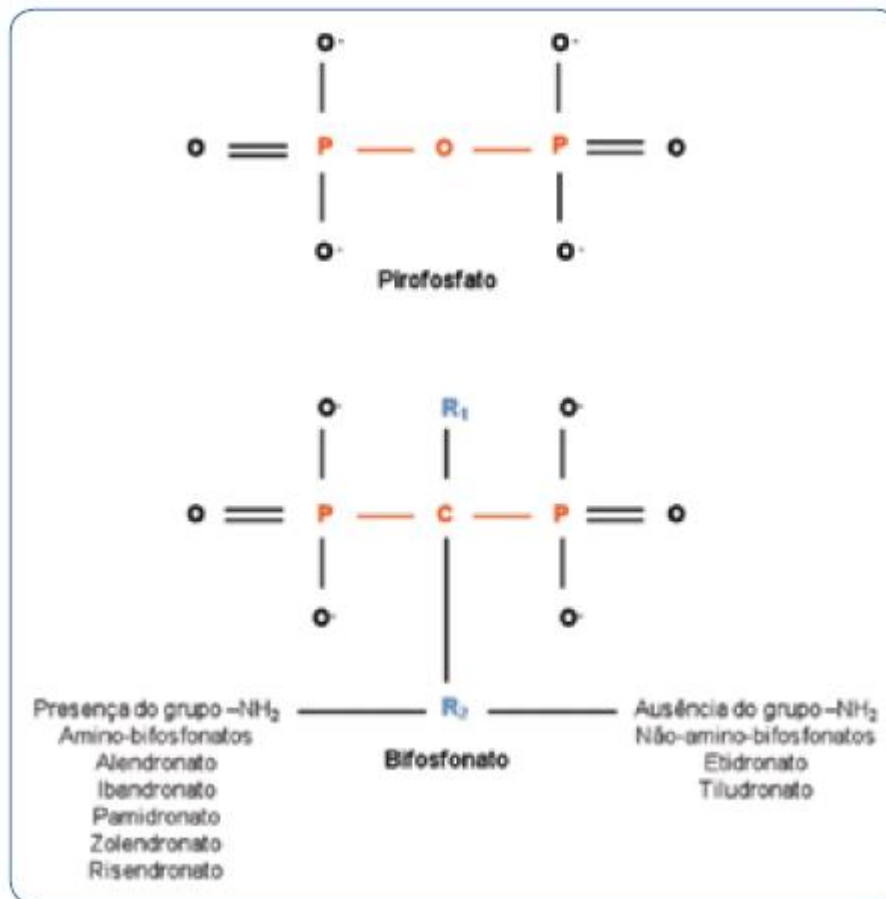 O- O-
O P O P O
O- O-
Pirofosfato
O- R1 O-
O P C P O
O- O-
Presença do grupo –NH2 R2 Ausência do grupo –NH2
Amino-bifosfonatos Bifosfonato Não-amino-bifosfonatos
Alendronato Etidronato
Ibandronato Tiludronato
Pamidronato
Zolendronato
Risendronato